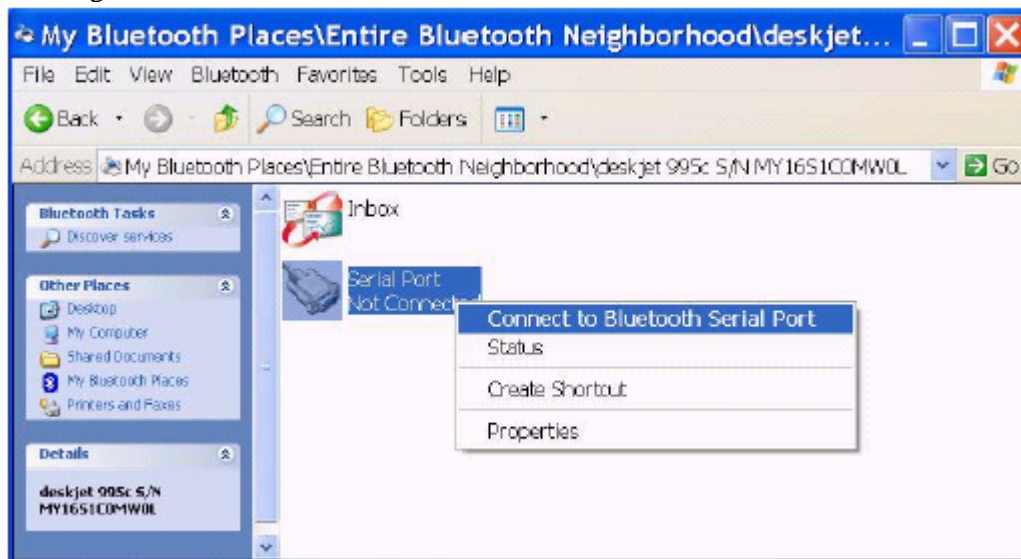 My Bluetooth Places\Entire Bluetooth Neighborhood\deskjet...
File Edit View Bluetooth Favorites Tools Help
Back Search Folders
Address My Bluetooth Places\Entire Bluetooth Neighborhood\deskjet 995c S/N MY16S1C0MW0L Go
Bluetooth Tasks
Discover services
Other Places
Desktop
My Computer
Shared Documents
My Bluetooth Places
Printers and Faxes
Details
deskjet 995c S/N
MY16S1C0MW0L
Inbox
Serial Port
Not Connected
Connect to Bluetooth Serial Port
Status
Create Shortcut
Properties